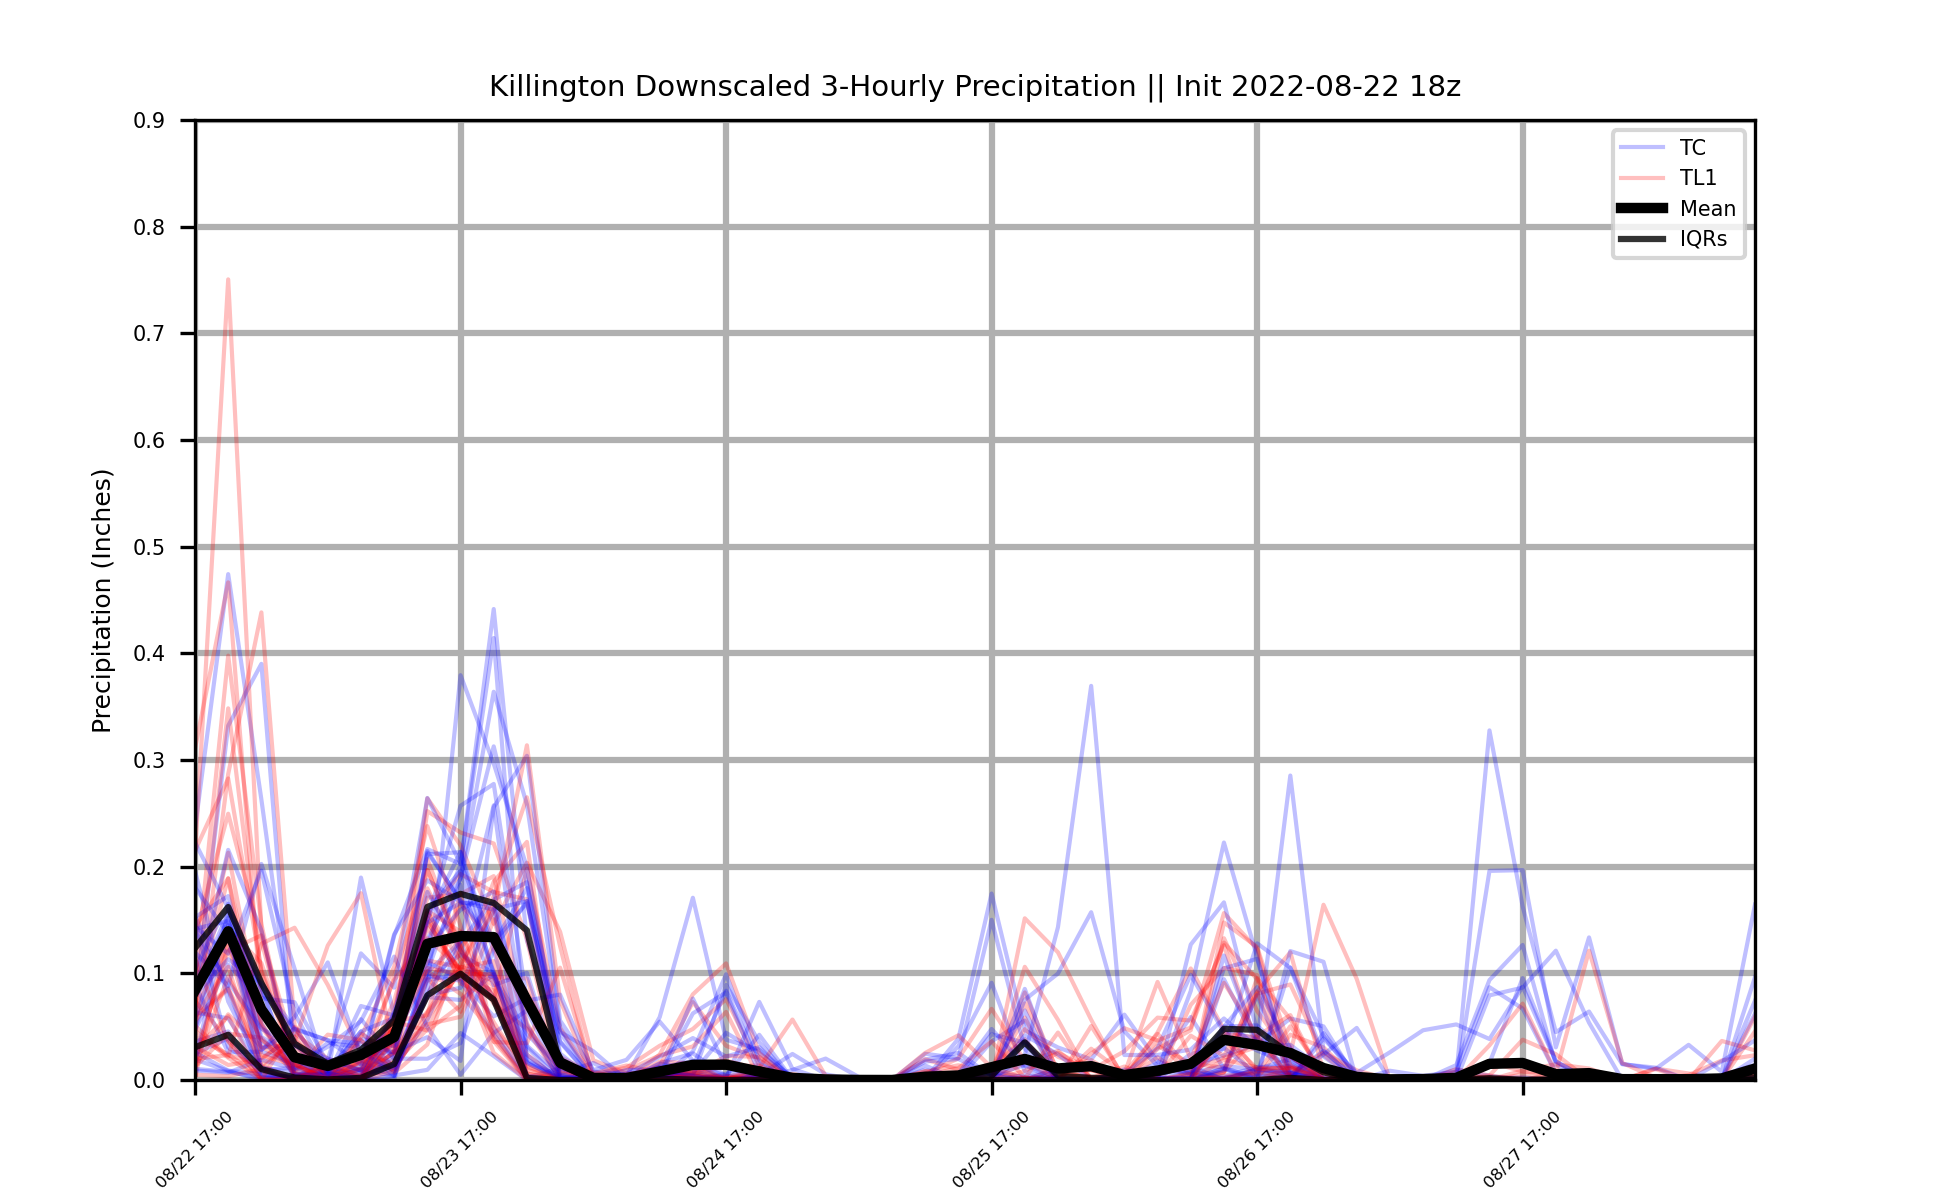 Killington Downscaled 3-Hourly Precipitation || Init 2022-08-22 18z
TC
TL1
Mean
IQRs
Precipitation (Inches)
0.9
0.8
0.7
0.6
0.5
0.4
0.3
0.2
0.1
0.0
08/22 17:00
08/23 17:00
08/24 17:00
08/25 17:00
08/26 17:00
08/27 17:00